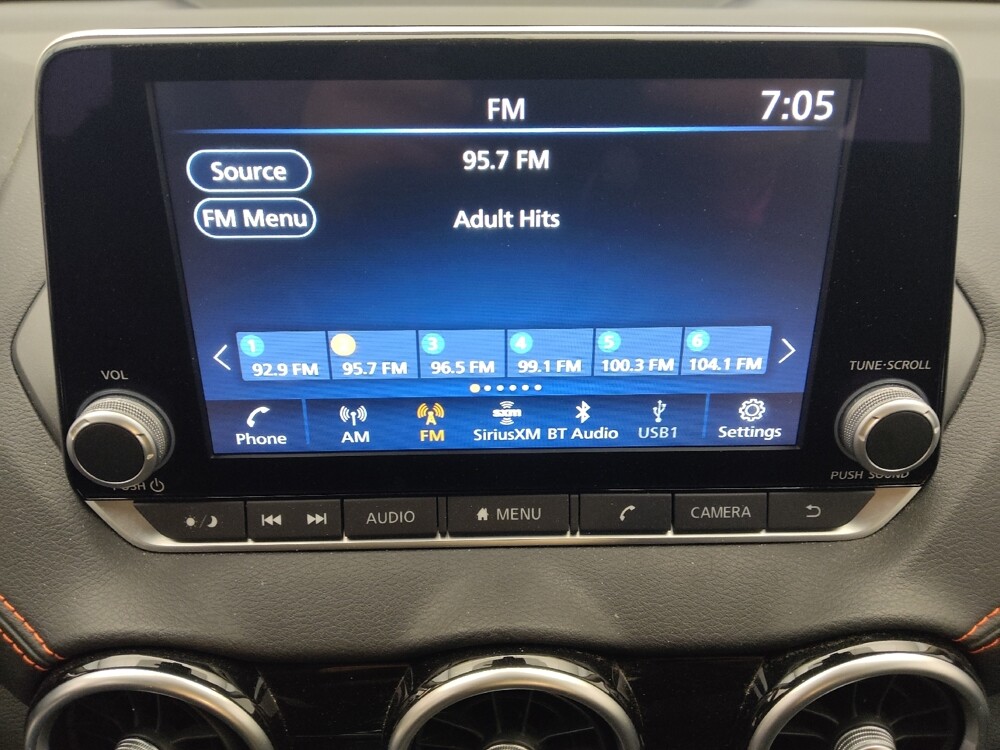 FM
7:05
Source
95.7 FM
FM Menu
Adult Hits
1
3
4
5
6
92.9 FM
95.7 FM
96.5 FM
99.1 FM
100.3 FM
104.1 FM
VOL
TUNE·SCROLL
Phone
AM
FM
sxm
SiriusXM
BT Audio
USB1
Settings
PUSH
PUSH SOUND
AUDIO
MENU
CAMERA